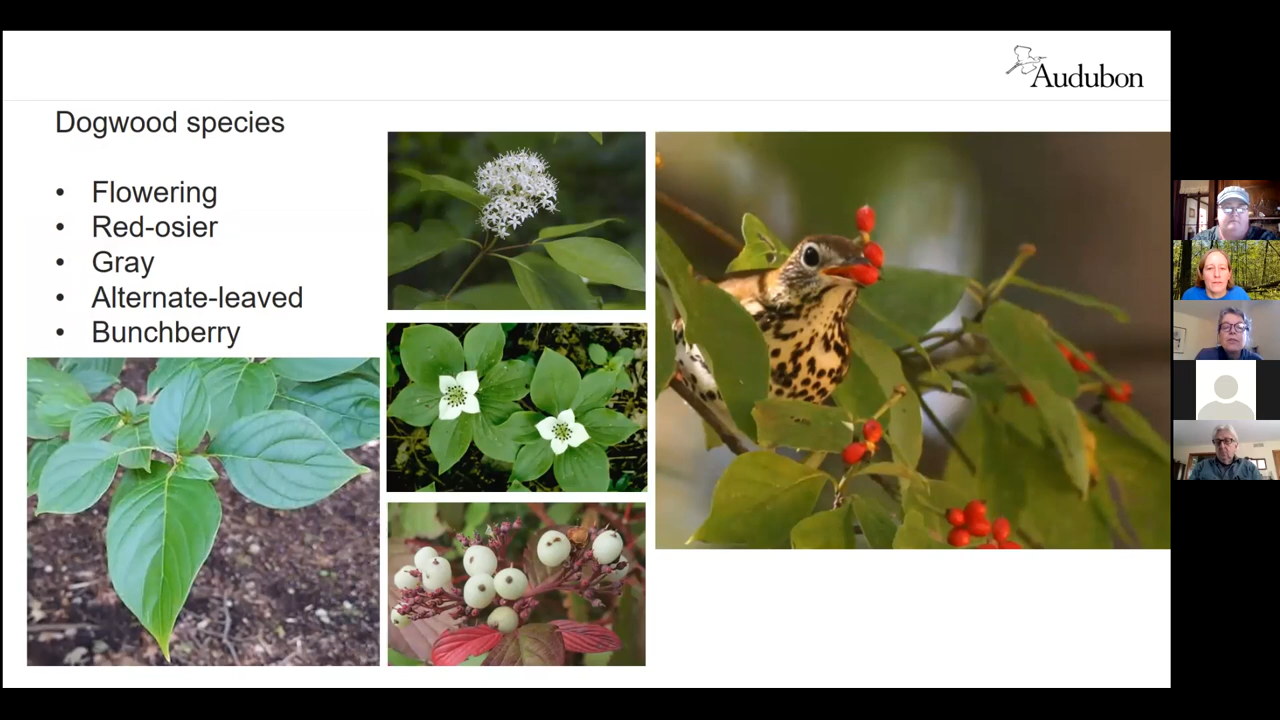 Audubon
Dogwood species
• Flowering
• Red-osier
• Gray
• Alternate-leaved
• Bunchberry